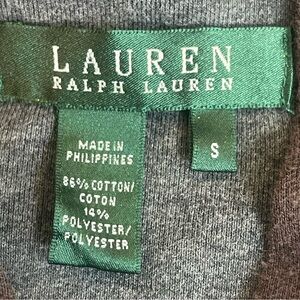 LAUREN
RALPH LAUREN
MADE IN
PHILIPPINES
86% COTTON/
COTON
14%
POLYESTER/
POLYESTER
S